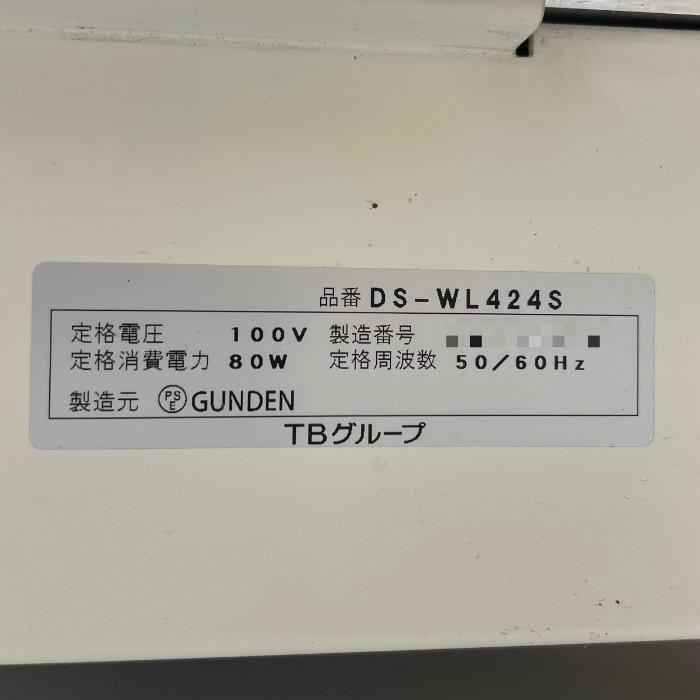 品番 DS-WL424S
定格電圧 100V 製造番号
定格消費電力 80W 定格周波数 50/60Hz
製造元 PSE GUNDEN
TBグループ